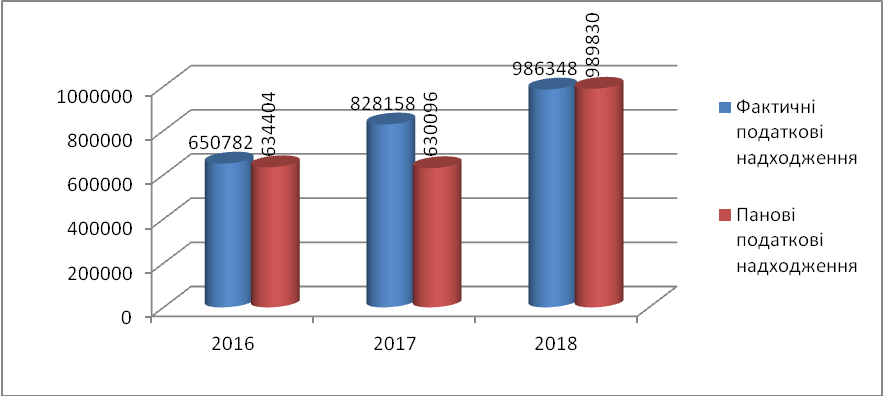 1000000
800000
600000
400000
200000
0
650782
634404
828158
630096
986348
989830
2016
2017
2018
Фактичні
податкові
надходження
Панові
податкові
надходження